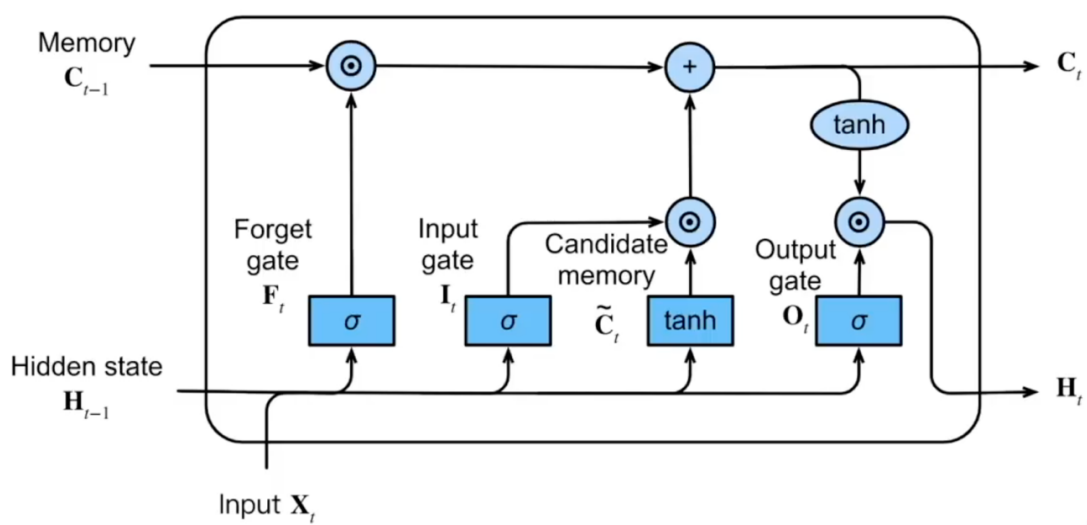 Memory
C_{t-1}
⊙
+
C_t
tanh
⊙
⊙
Forget
gate
F_t
σ
Input
gate
I_t
σ
Candidate
memory
C̃_t
tanh
Output
gate
O_t
σ
Hidden state
H_{t-1}
H_t
Input X_t